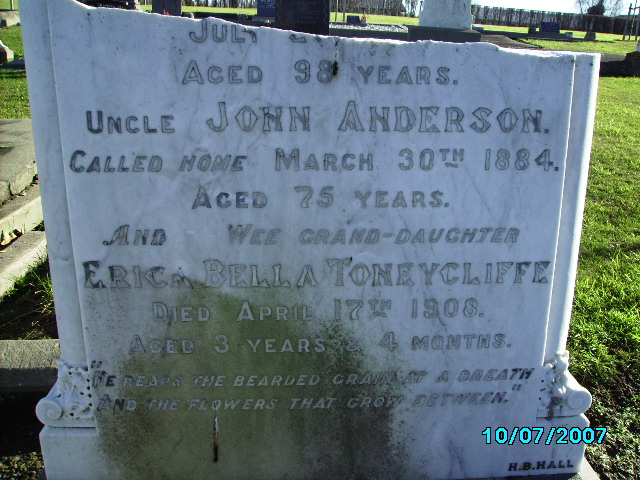 July
Aged 98 years.
Uncle John Anderson.
Called home March 30th 1884.
Aged 75 years.
And Wee grand-daughter
Erica Bella Toneycliffe
Died April 17th 1908.
Aged 3 years 4 months.
"He reaps the bearded grain at a breath
And the flowers that grow between."
H.B. Hall
10/07/2007